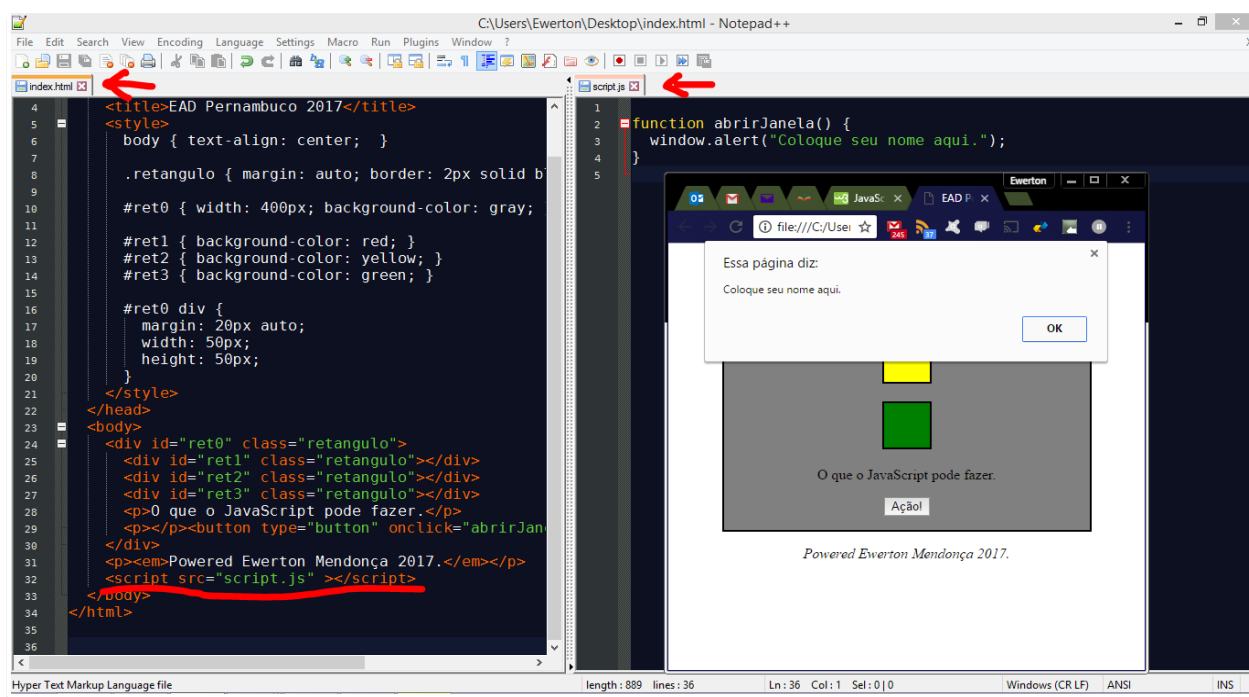 C:\Users\Ewerton\Desktop\index.html - Notepad++
File Edit Search View Encoding Language Settings Macro Run Plugins Window ?
index.html
4 <title>EAD Pernambuco 2017</title>
5 <style>
6 body { text-align: center; }
7
8 .retangulo { margin: auto; border: 2px solid b
9
10 #ret0 { width: 400px; background-color: gray;
11
12 #ret1 { background-color: red; }
13 #ret2 { background-color: yellow; }
14 #ret3 { background-color: green; }
15
16 #ret0 div {
17 margin: 20px auto;
18 width: 50px;
19 height: 50px;
20 }
21 </style>
22 </head>
23 <body>
24 <div id="ret0" class="retangulo">
25 <div id="ret1" class="retangulo"></div>
26 <div id="ret2" class="retangulo"></div>
27 <div id="ret3" class="retangulo"></div>
28 <p>O que o JavaScript pode fazer.</p>
29 <p></p><button type="button" onclick="abrirJan
30 </div>
31 <p><em>Powered Ewerton Mendonça 2017.</em></p>
32 <script src="script.js" ></script>
33 </body>
34 </html>
35
36
script.js
1
2 function abrirJanela() {
3 window.alert("Coloque seu nome aqui.");
4 }
5
Ewerton
JavaSc
EAD P
file:///C:/User
245
37
Essa página diz:
Coloque seu nome aqui.
OK
O que o JavaScript pode fazer.
Ação!
Powered Ewerton Mendonça 2017.
Hyper Text Markup Language file
length : 889 lines : 36
Ln : 36 Col : 1 Sel : 0 | 0
Windows (CR LF)
ANSI
INS